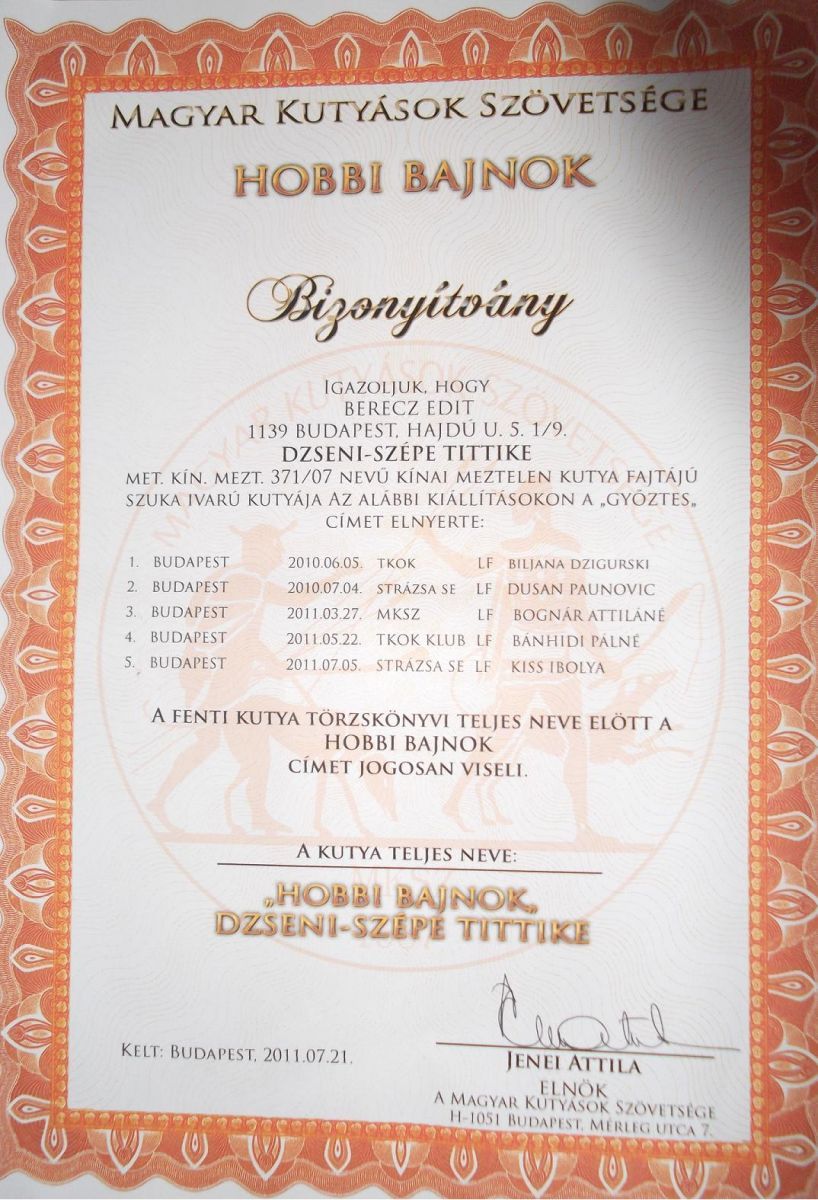 MAGYAR KUTYÁSOK SZÖVETSÉGE
HOBBI BAJNOK
Bizonyítvány
IGAZOLJUK, HOGY
BERECZ EDIT
1139 BUDAPEST, HAJDÚ U. 5. 1/9.
DZSENI-SZÉPE TITTIKE
MET. KÍN. MEZT. 371/07 NEVŰ KÍNAI MEZTELEN KUTYA FAJTÁJÚ
SZUKA IVARÚ KUTYÁJA AZ ALÁBBI KIÁLLÍTÁSOKON A „GYŐZTES„
CÍMET ELNYERTE:
1. BUDAPEST 2010.06.05. TKOK LF BILJANA DZIGURSKI
2. BUDAPEST 2010.07.04. STRÁZSA SE LF DUSAN PAUNOVIC
3. BUDAPEST 2011.03.27. MKSZ LF BOGNÁR ATTILÁNÉ
4. BUDAPEST 2011.05.22. TKOK KLUB LF BÁNHIDI PÁLNÉ
5. BUDAPEST 2011.07.05. STRÁZSA SE LF KISS IBOLYA
A FENTI KUTYA TÖRZSKÖNYVI TELJES NEVE ELÖTT A
HOBBI BAJNOK
CÍMET JOGOSAN VISELI.
A KUTYA TELJES NEVE:
„HOBBI BAJNOK„
DZSENI-SZÉPE TITTIKE
KELT: BUDAPEST, 2011.07.21.
JENEI ATTILA
ELNÖK
A MAGYAR KUTYÁSOK SZÖVETSÉGE
H-1051 BUDAPEST, MÉRLEG UTCA 7.
MAGYAR KUTYÁSOK SZÖVETSÉGE
MKSZ